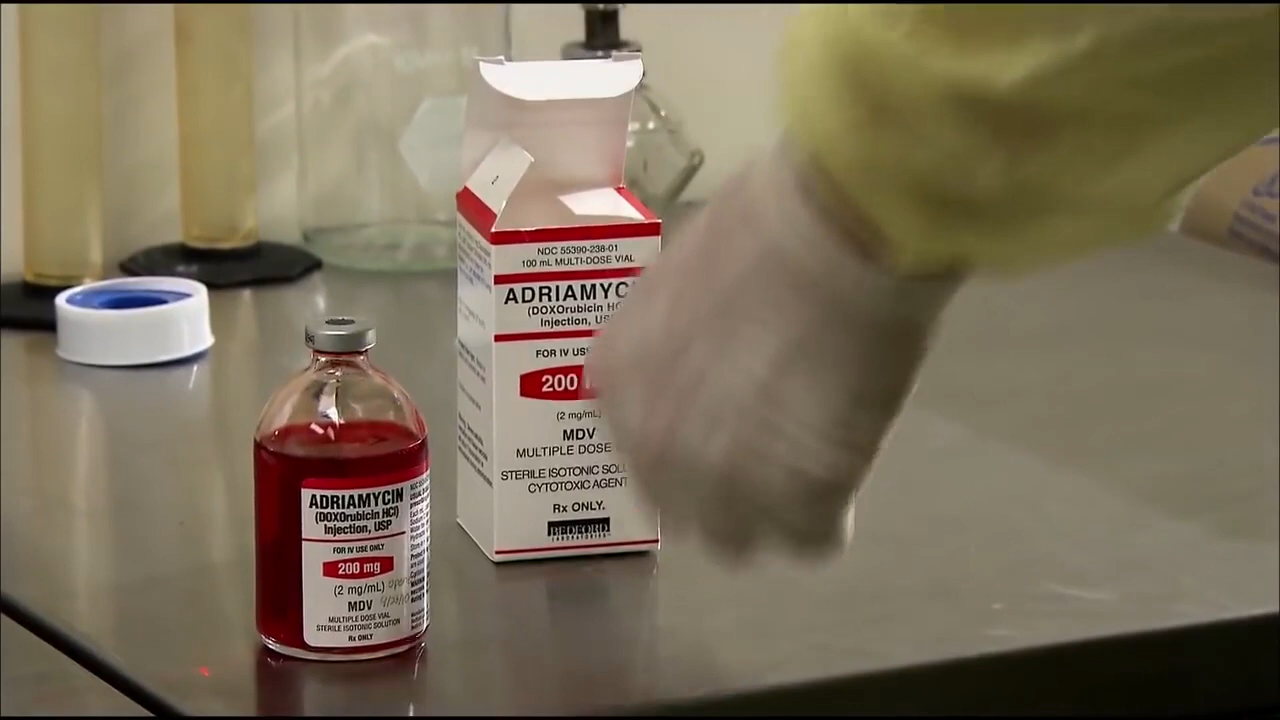 NDC 55390-238-01
100 mL MULTI-DOSE VIAL
ADRIAMYC
(DOXOrubicin HC
Injection, US
FOR IV US
200
(2 mg/mL)
MDV
MULTIPLE DOSE
STERILE ISOTONIC SOL
CYTOTOXIC AGENT
Rx ONLY.
BEDFORD
LABORATORIES
ADRIAMYCIN
(DOXOrubicin HCl)
Injection, USP
FOR IV USE ONLY
200 mg
(2 mg/mL)
MDV
MULTIPLE DOSE VIAL
STERILE ISOTONIC SOLUTION
Rx ONLY